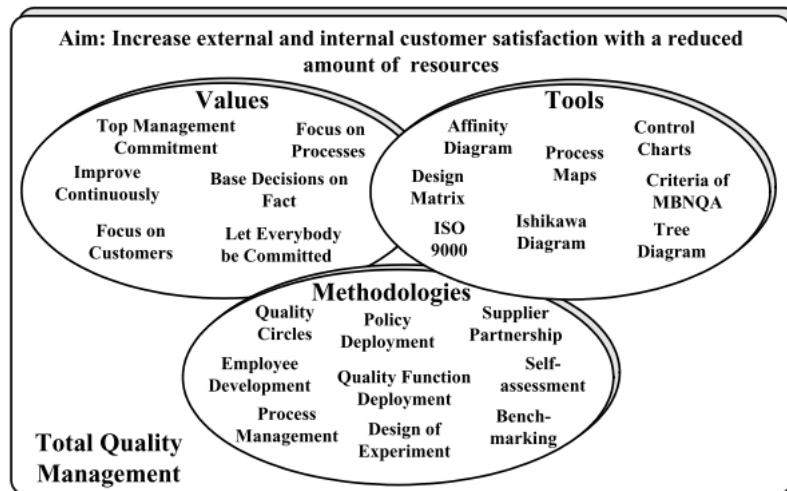 Aim: Increase external and internal customer satisfaction with a reduced
amount of resources
Values
Top Management
Commitment
Focus on
Processes
Improve
Continuously
Base Decisions on
Fact
Focus on
Customers
Let Everybody
be Committed
Tools
Affinity
Diagram
Process
Maps
Control
Charts
Design
Matrix
Criteria of
MBNQA
ISO
9000
Ishikawa
Diagram
Tree
Diagram
Methodologies
Quality
Circles
Policy
Deployment
Supplier
Partnership
Employee
Development
Quality Function
Deployment
Self-
assessment
Process
Management
Design of
Experiment
Bench-
marking
Total Quality
Management